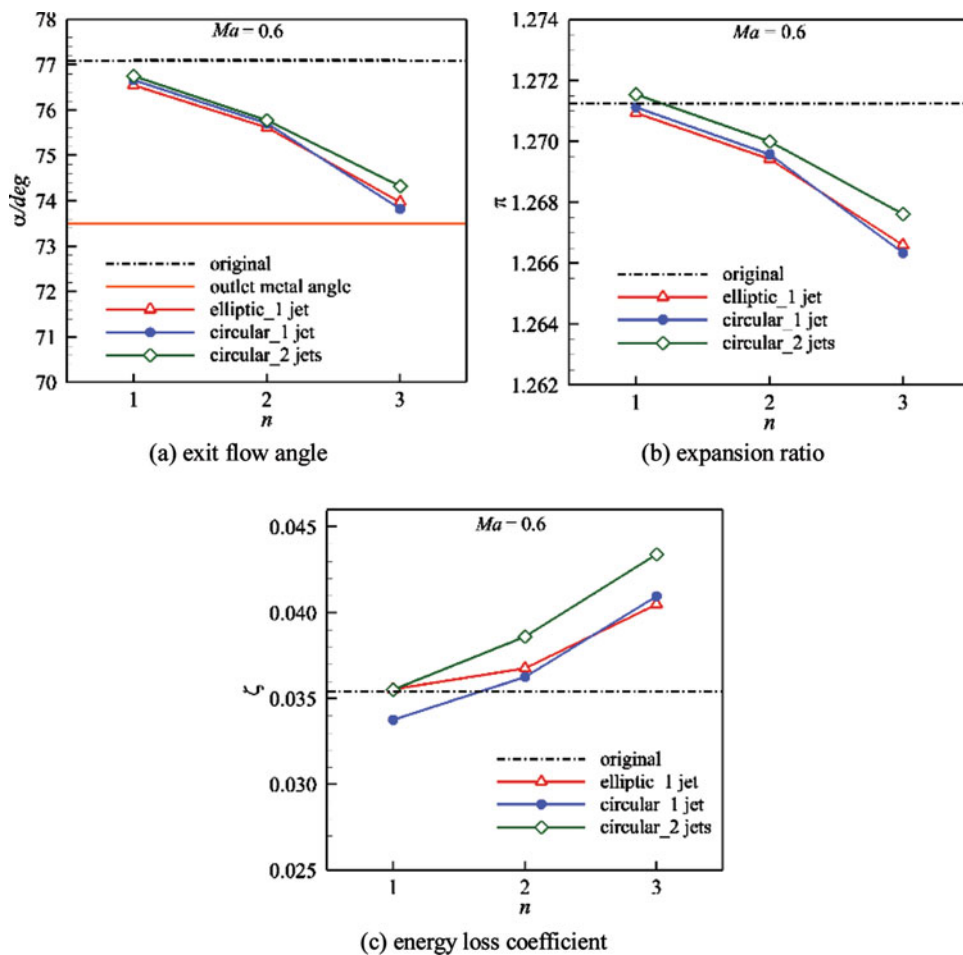 Ma = 0.6
78
77
76
75
74
73
72
71
70
α/deg
original
outlet metal angle
elliptic_1 jet
circular_1 jet
circular_2 jets
1 2 3
n
(a) exit flow angle
Ma = 0.6
1.274
1.272
1.270
1.268
1.266
1.264
1.262
π
original
elliptic_1 jet
circular_1 jet
circular_2 jets
1 2 3
n
(b) expansion ratio
Ma = 0.6
0.045
0.040
0.035
0.030
0.025
ζ
original
elliptic 1 jet
circular 1 jet
circular_2 jets
1 2 3
n
(c) energy loss coefficient